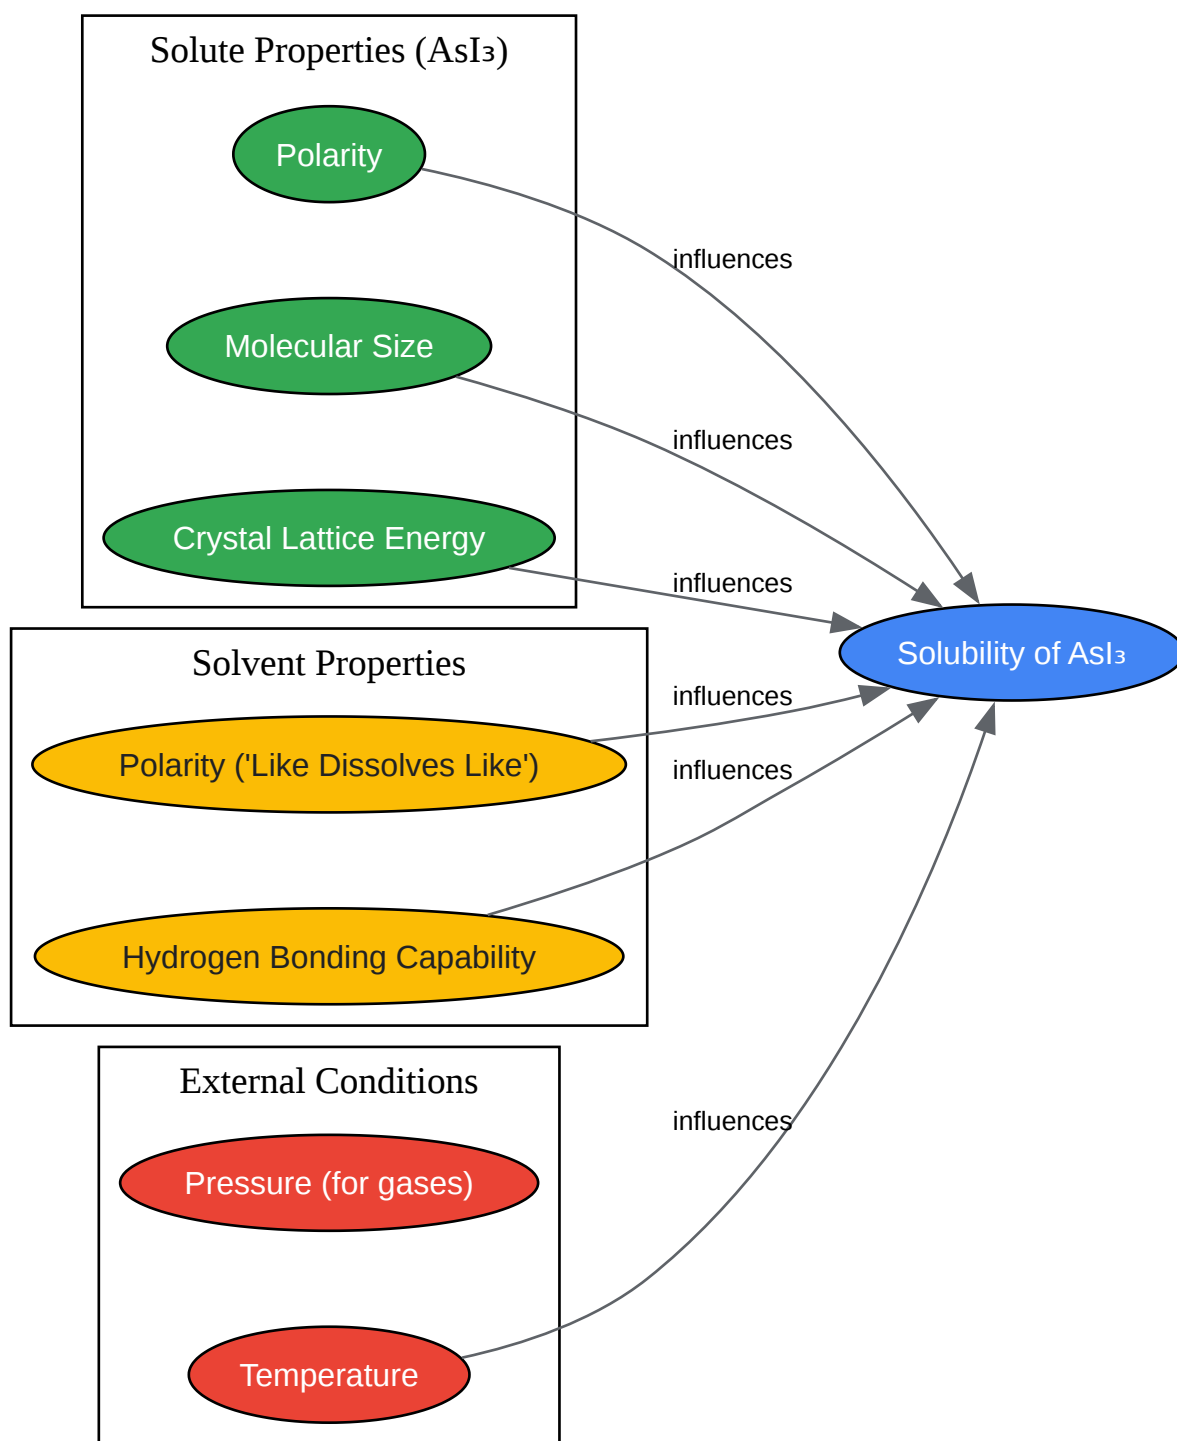 Solute Properties (AsI₃)
Polarity
influences
Molecular Size
influences
Crystal Lattice Energy
influences
Solubility of AsI₃
Solvent Properties
influences
Polarity ('Like Dissolves Like')
influences
Hydrogen Bonding Capability
External Conditions
influences
Pressure (for gases)
Temperature